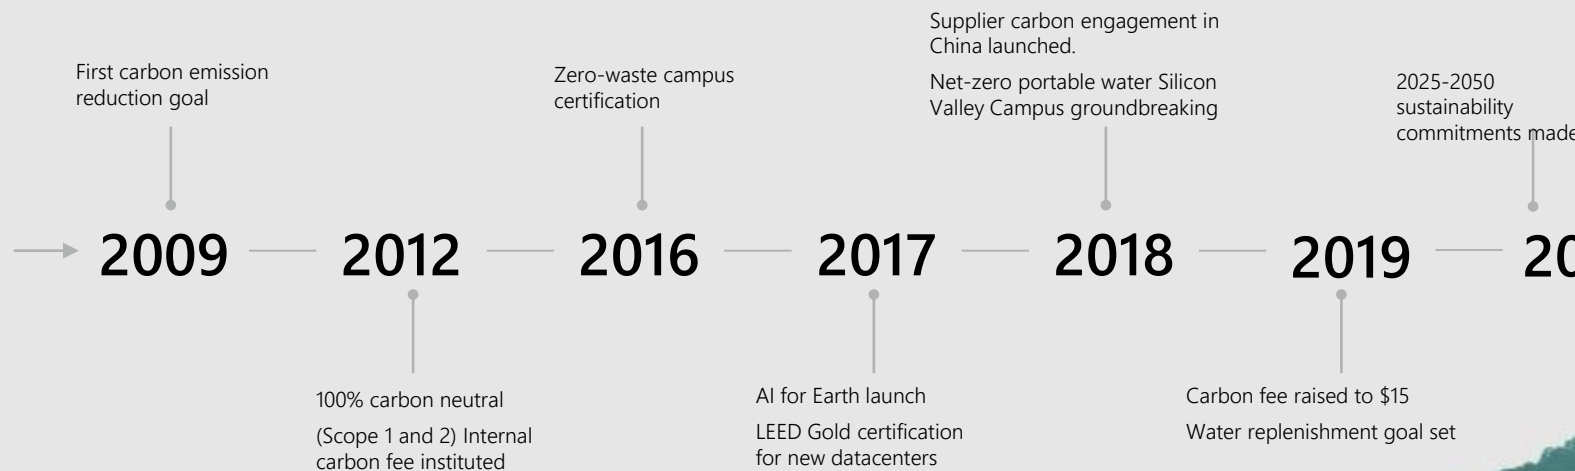 First carbon emission
reduction goal
Zero-waste campus
certification
Supplier carbon engagement in
China launched.
Net-zero portable water Silicon
Valley Campus groundbreaking
2025-2050
sustainability
commitments made
2009
2012
2016
2017
2018
2019
20
100% carbon neutral
(Scope 1 and 2) Internal
carbon fee instituted
AI for Earth launch
LEED Gold certification
for new datacenters
Carbon fee raised to $15
Water replenishment goal set